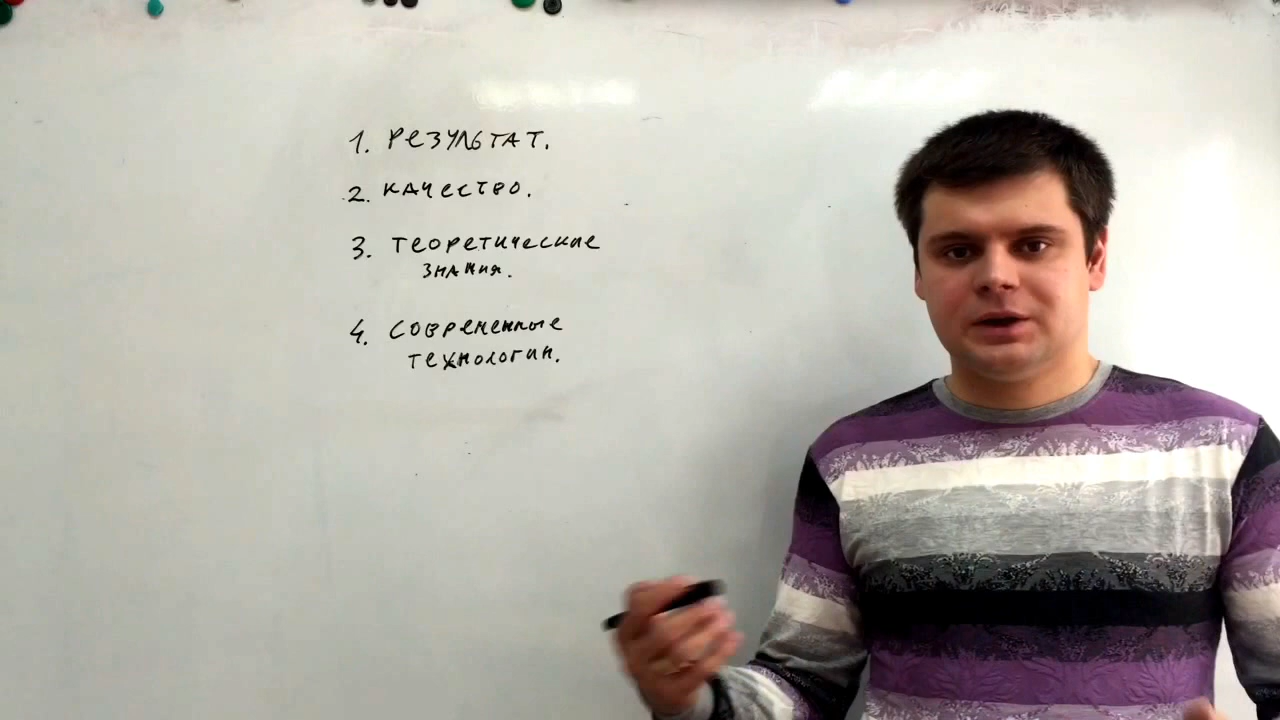 1. РЕЗУЛЬТАТ.
2. КАЧЕСТВО.
3. ТЕОРЕТИЧЕСКИЕ
ЗНАНИЯ.
4. СОВРЕМЕННЫЕ
ТЕХНОЛОГИИ.